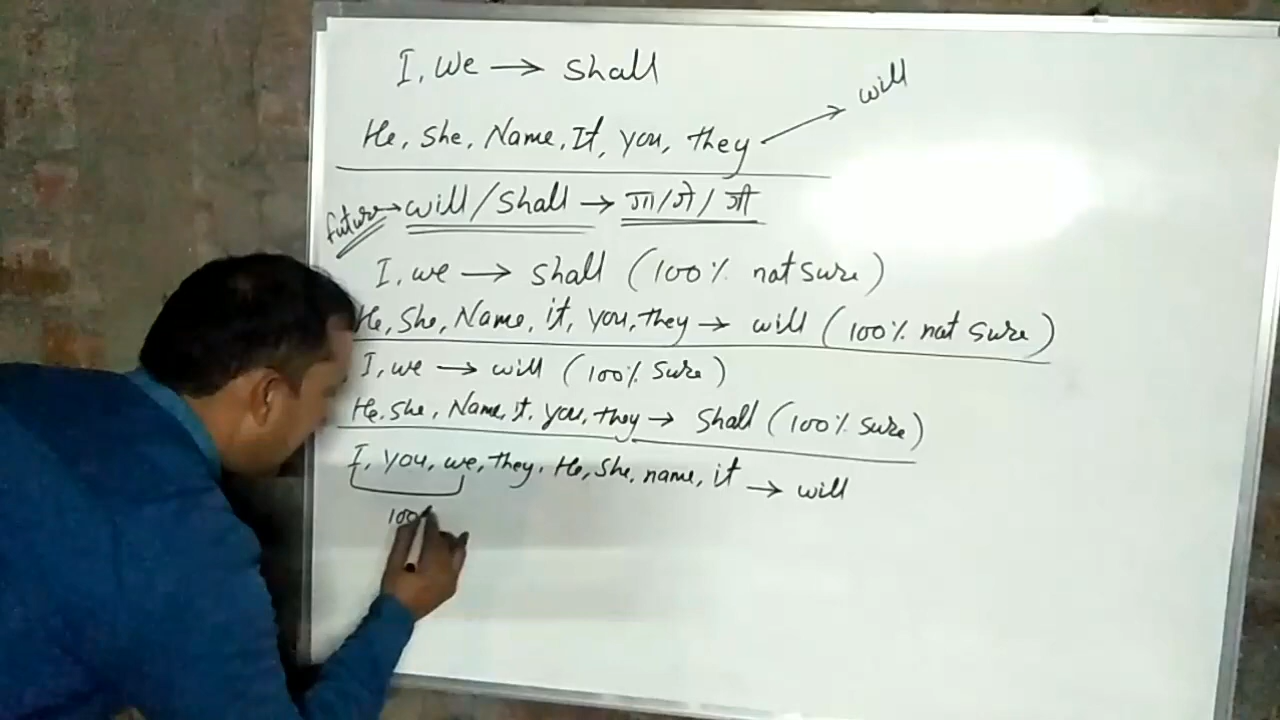 I, we → shall
He, she, Name, It, you, they → will
future → will/shall → गा/गे/गी
I, we → shall (100% not sure)
He, She, Name, it, you, they → will (100% not sure)
I, we → will (100% sure)
He, She, Name, it, you, they → shall (100% sure)
I, you, we, they, He, She, name, it → will
100